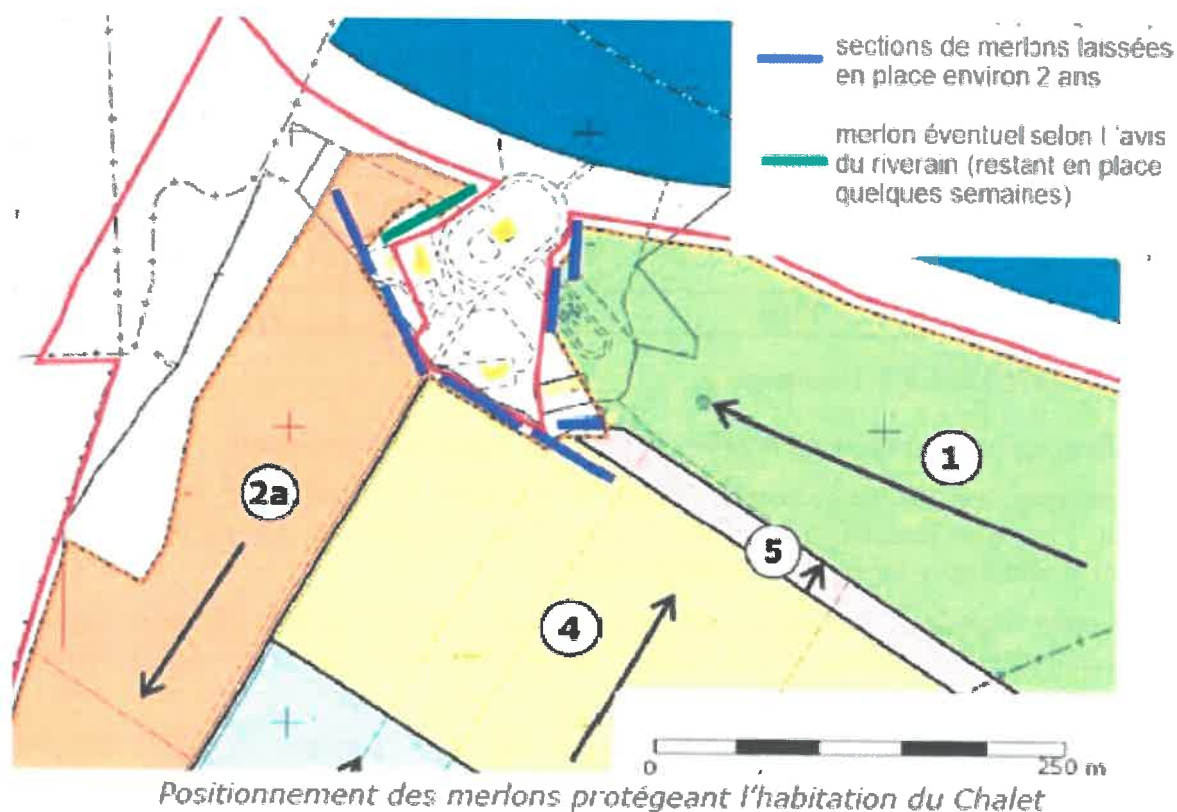 sections de merlons laissées
en place environ 2 ans
merlon éventuel selon l'avis
du riverain (restant en place
quelques semaines)
1
2a
5
4
0 250 m
Positionnement des merlons protégeant l'habitation du Chalet